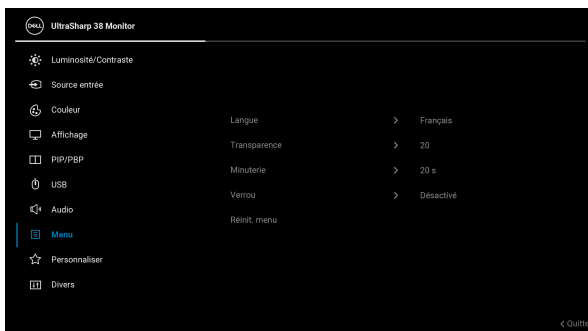 DELL UltraSharp 38 Monitor
Luminosité/Contraste
Source entrée
Couleur
Affichage
PIP/PBP
USB
Audio
Menu
Personnaliser
Divers
Langue > Français
Transparence > 20
Minuterie > 20 s
Verrou > Désactivé
Réinit. menu
< Quitte